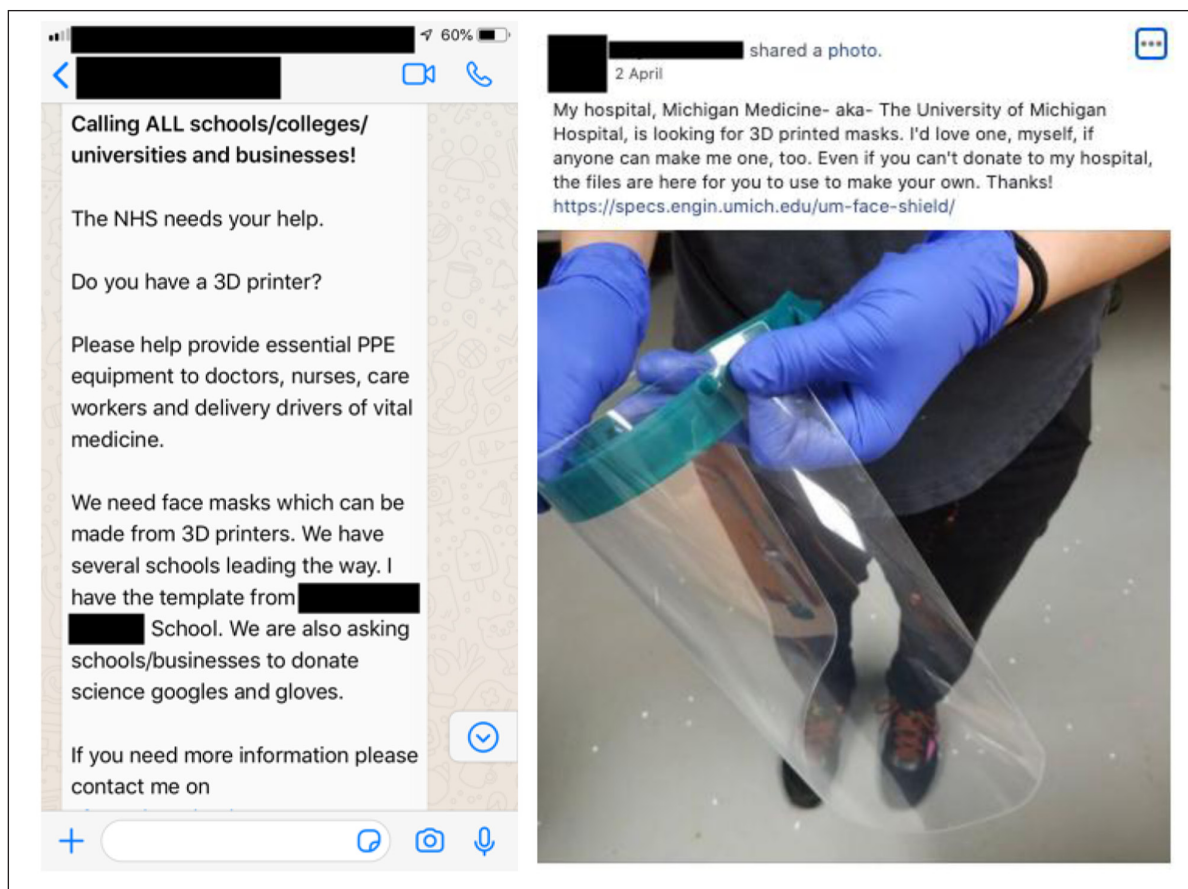 60%
Calling ALL schools/colleges/
universities and businesses!
The NHS needs your help.
Do you have a 3D printer?
Please help provide essential PPE
equipment to doctors, nurses, care
workers and delivery drivers of vital
medicine.
We need face masks which can be
made from 3D printers. We have
several schools leading the way. I
have the template from
School. We are also asking
schools/businesses to donate
science googles and gloves.
If you need more information please
contact me on
shared a photo.
2 April
My hospital, Michigan Medicine- aka- The University of Michigan
Hospital, is looking for 3D printed masks. I'd love one, myself, if
anyone can make me one, too. Even if you can't donate to my hospital,
the files are here for you to use to make your own. Thanks!
https://specs.engin.umich.edu/um-face-shield/